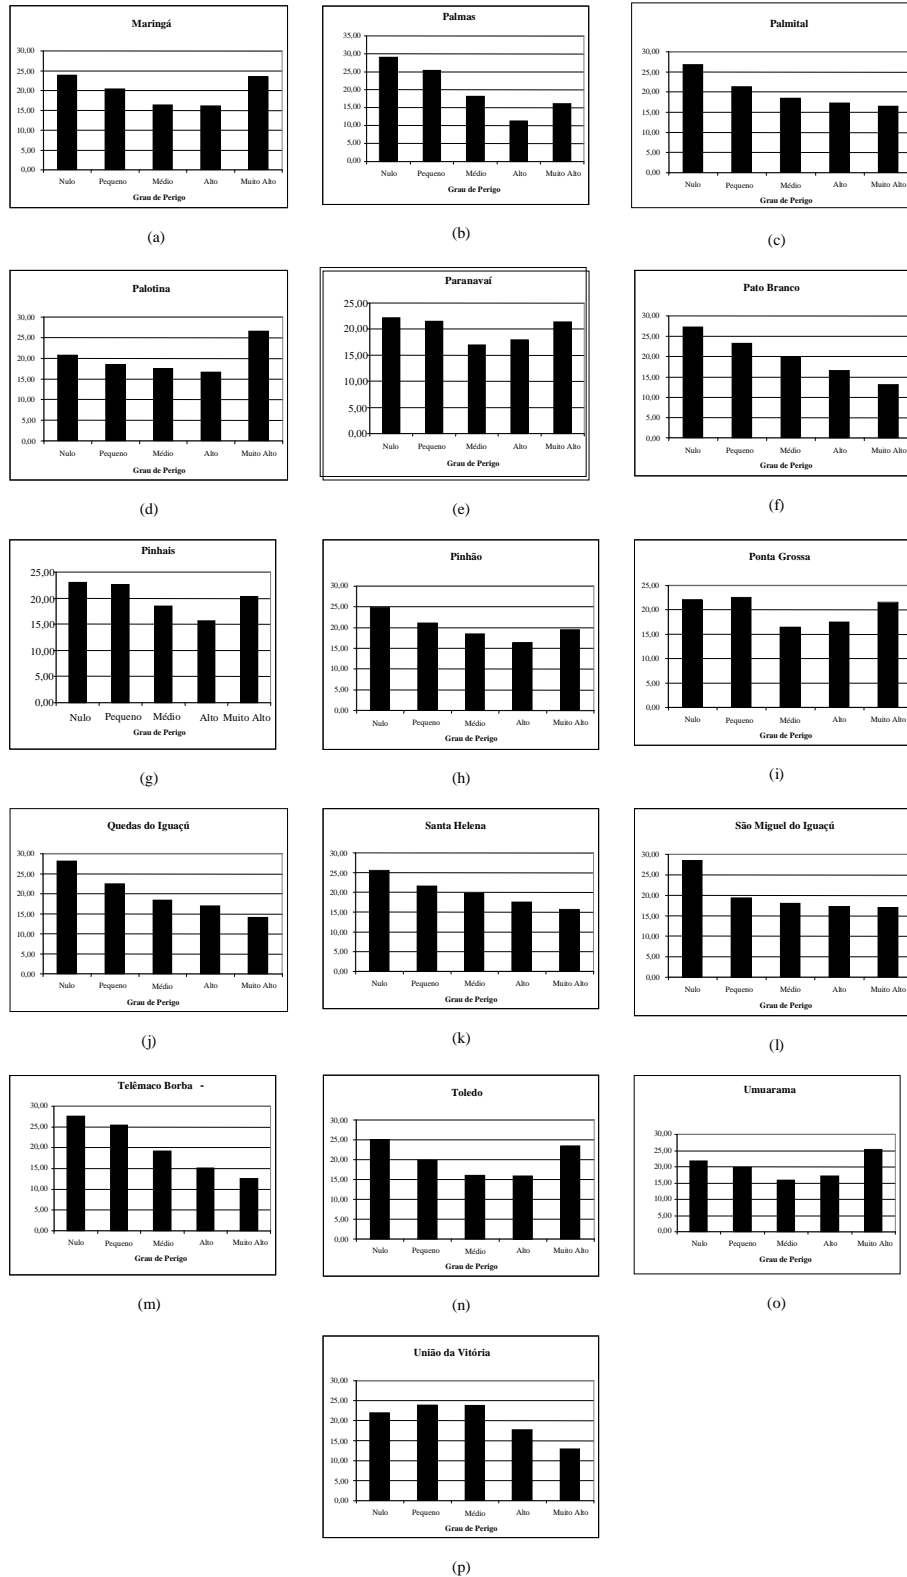 Maringá
30,00
25,00
20,00
15,00
10,00
5,00
0,00
Nulo Pequeno Médio Alto Muito Alto
Grau de Perigo
(a)
Palmas
35,00
30,00
25,00
20,00
15,00
10,00
5,00
0,00
Nulo Pequeno Médio Alto Muito Alto
Grau de Perigo
(b)
Palmital
30,00
25,00
20,00
15,00
10,00
5,00
0,00
Nulo Pequeno Médio Alto Muito Alto
Grau de Perigo
(c)
Palotina
30,00
25,00
20,00
15,00
10,00
5,00
0,00
Nulo Pequeno Médio Alto Muito Alto
Grau de Perigo
(d)
Paranavaí
25,00
20,00
15,00
10,00
5,00
0,00
Nulo Pequeno Médio Alto Muito Alto
Grau de Perigo
(e)
Pato Branco
30,00
25,00
20,00
15,00
10,00
5,00
0,00
Nulo Pequeno Médio Alto Muito Alto
Grau de Perigo
(f)
Pinhais
25,00
20,00
15,00
10,00
5,00
0,00
Nulo Pequeno Médio Alto Muito Alto
Grau de Perigo
(g)
Pinhão
30,00
25,00
20,00
15,00
10,00
5,00
0,00
Nulo Pequeno Médio Alto Muito Alto
Grau de Perigo
(h)
Ponta Grossa
25,00
20,00
15,00
10,00
5,00
0,00
Nulo Pequeno Médio Alto Muito Alto
Grau de Perigo
(i)
Quedas do Iguaçú
30,00
25,00
20,00
15,00
10,00
5,00
0,00
Nulo Pequeno Médio Alto Muito Alto
Grau de Perigo
(j)
Santa Helena
30,00
25,00
20,00
15,00
10,00
5,00
0,00
Nulo Pequeno Médio Alto Muito Alto
Grau de Perigo
(k)
São Miguel do Iguaçú
30,00
25,00
20,00
15,00
10,00
5,00
0,00
Nulo Pequeno Médio Alto Muito Alto
Grau de Perigo
(l)
Telêmaco Borba -
30,00
25,00
20,00
15,00
10,00
5,00
0,00
Nulo Pequeno Médio Alto Muito Alto
Grau de Perigo
(m)
Toledo
30,00
25,00
20,00
15,00
10,00
5,00
0,00
Nulo Pequeno Médio Alto Muito Alto
Grau de Perigo
(n)
Umuarama
30,00
25,00
20,00
15,00
10,00
5,00
0,00
Nulo Pequeno Médio Alto Muito Alto
Grau de Perigo
(o)
União da Vitória
30,00
25,00
20,00
15,00
10,00
5,00
0,00
Nulo Pequeno Médio Alto Muito Alto
Grau de Perigo
(p)